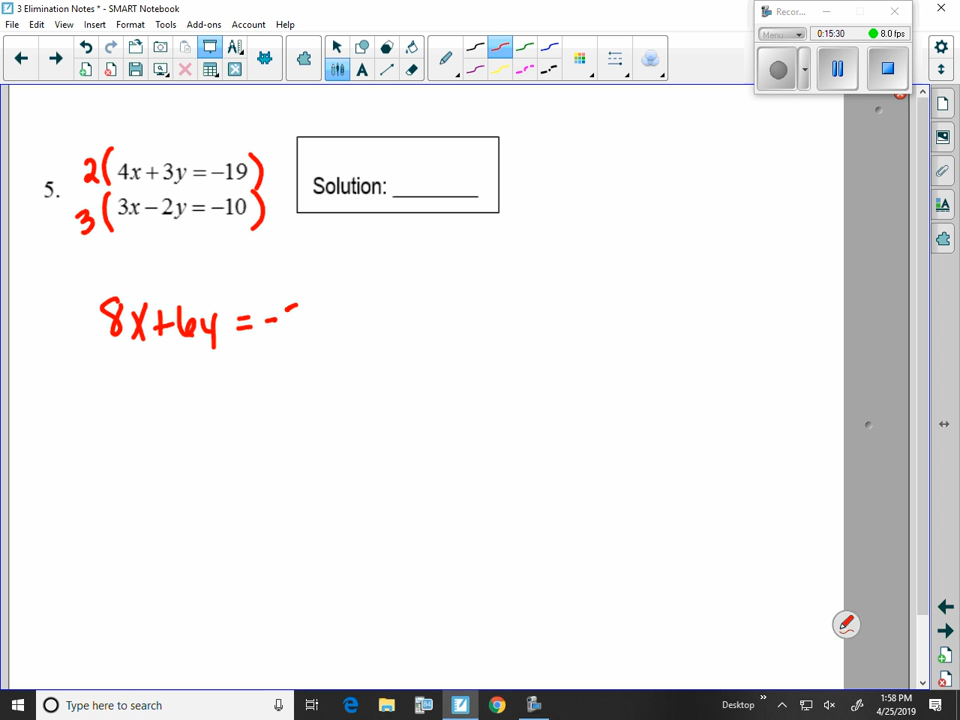 3 Elimination Notes * - SMART Notebook
File Edit View Insert Format Tools Add-ons Account Help
Recor...
Menu
0:15:30
8.0 fps
5.
2( 4x + 3y = −19 )
3( 3x − 2y = −10 )
Solution: ________
8x+6y = -
Type here to search
Desktop
»
1:58 PM
4/25/2019